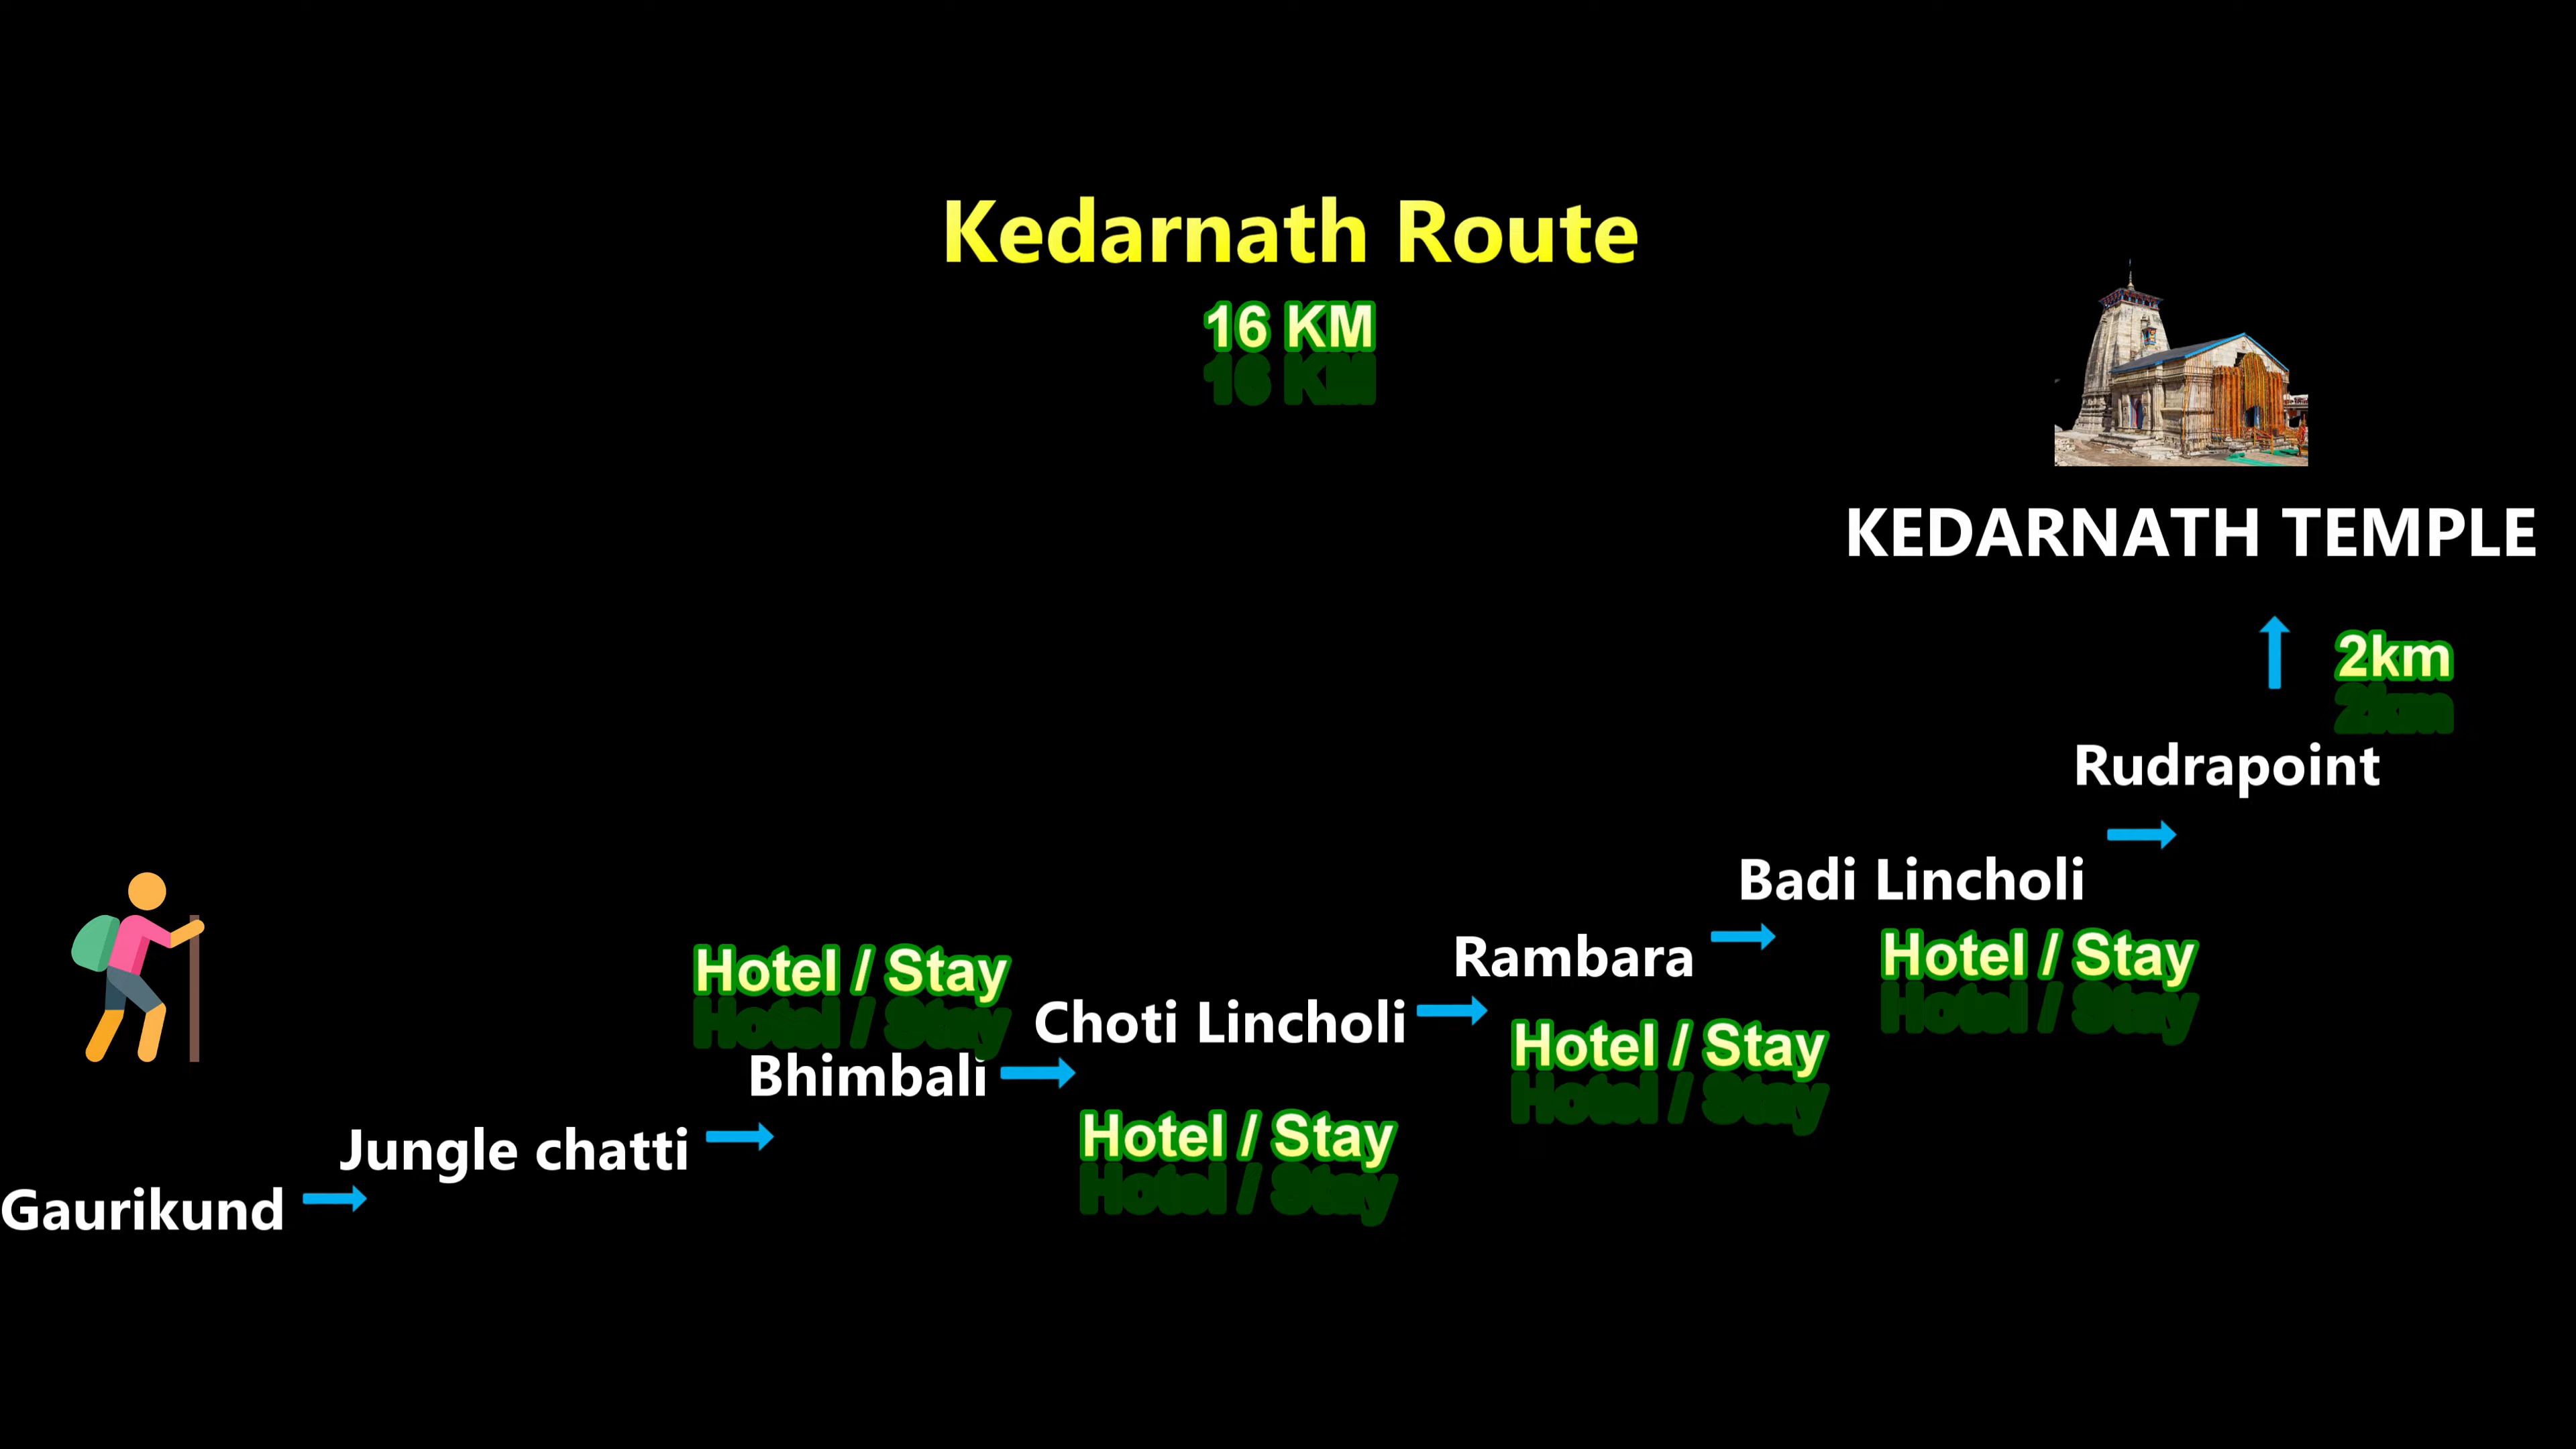 Kedarnath Route
16 KM
KEDARNATH TEMPLE
2km
Rudrapoint
Badi Lincholi
Hotel / Stay
Rambara
Hotel / Stay
Choti Lincholi
Hotel / Stay
Hotel / Stay
Bhimbali
Jungle chatti
Gaurikund